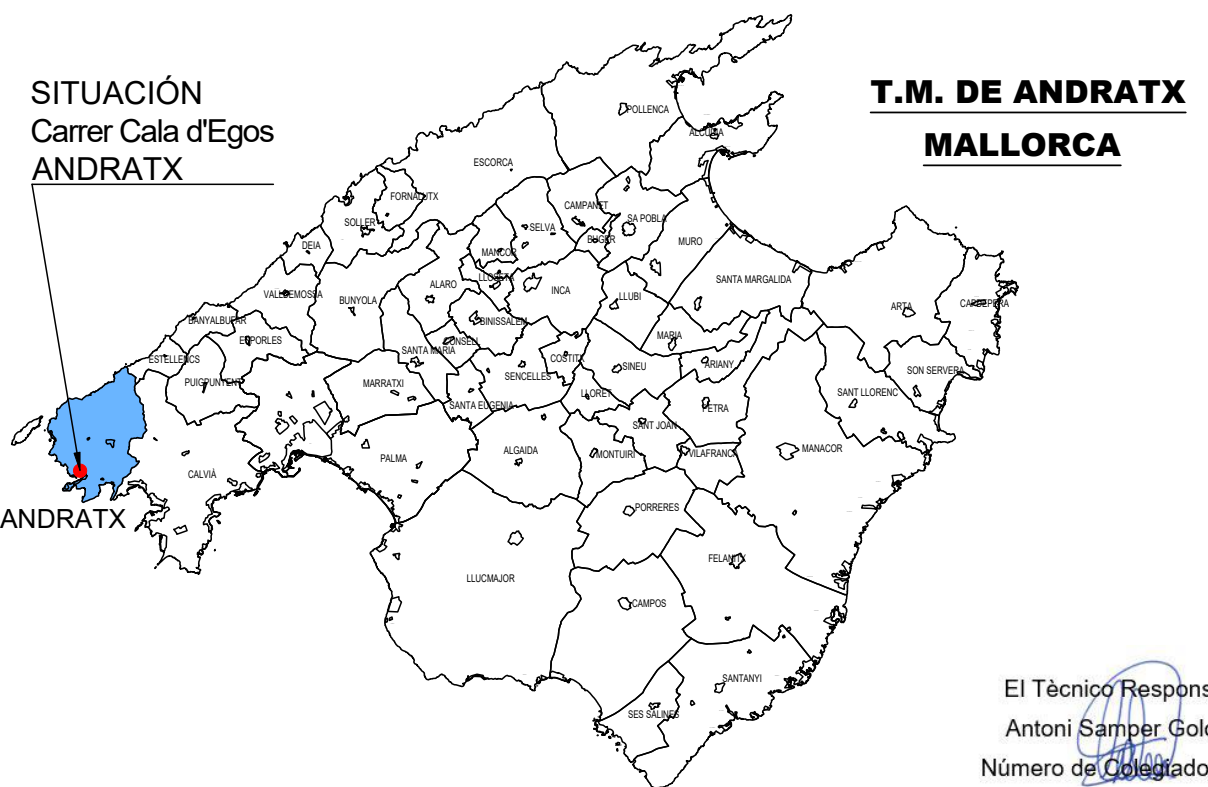 SITUACIÓN
Carrer Cala d'Egos
ANDRATX
T.M. DE ANDRATX
MALLORCA
POLLENCA
ALCUDIA
ESCORCA
FORNALUTX
SOLLER
CAMPANET
SELVA
SA POBLA
BUGER
MURO
DEIA
MANCOR
LLOSETA
SANTA MARGALIDA
VALLDEMOSSA
BUNYOLA
ALARO
INCA
LLUBI
ARTA
CAPDEPERA
BANYALBUFAR
BINISSALEM
MARIA
ESPORLES
CONSELL
SANTA MARIA
COSTITX
ESTELLENCS
SINEU
ARIANY
SON SERVERA
PUIGPUNYENT
MARRATXI
SENCELLES
SANT LLORENC
SANTA EUGENIA
LLORET
PETRA
SANT JOAN
MANACOR
ALGAIDA
MONTUIRI
VILAFRANCA
PALMA
CALVIÀ
ANDRATX
PORRERES
FELANITX
LLUCMAJOR
CAMPOS
SANTANYI
SES SALINES
El Tècnico Respons
Antoni Samper Golo
Número de Colegiado